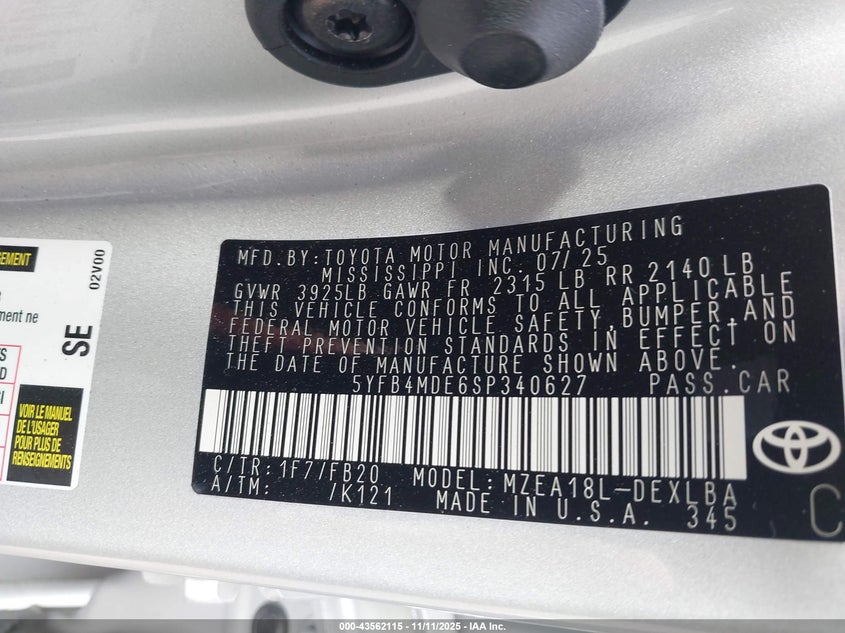 MFD.BY:TOYOTA MOTOR MANUFACTURING
MISSISSIPPI INC. 07/25
GVWR 3925LB GAWR FR 2315 LB RR 2140 LB
THIS VEHICLE CONFORMS TO ALL APPLICABLE
FEDERAL MOTOR VEHICLE SAFETY,BUMPER,AND
THEFT PREVENTION STANDARDS IN EFFECT ON
THE DATE OF MANUFACTURE SHOWN ABOVE.
5YFB4MDE6SP340627 PASS.CAR
C/TR: 1F7/FB20 MODEL: MZEA18L-DEXLBA
A/TM: /K121 MADE IN U.S.A. 345
C
GEMENT
02V00
ment ne
SE
VOIR LE MANUEL
DE L'USAGER
POUR PLUS DE
RENSEIGNEMENTS
000-43562115 - 11/11/2025 - IAA Inc.